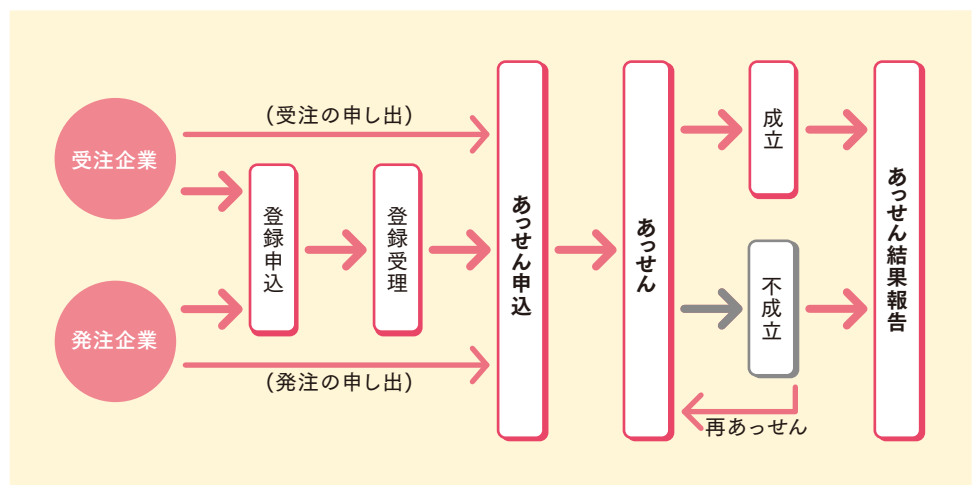 受注企業
(受注の申し出)
発注企業
(発注の申し出)
登録申込
登録受理
あっせん申込
あっせん
成立
不成立
再あっせん
あっせん結果報告